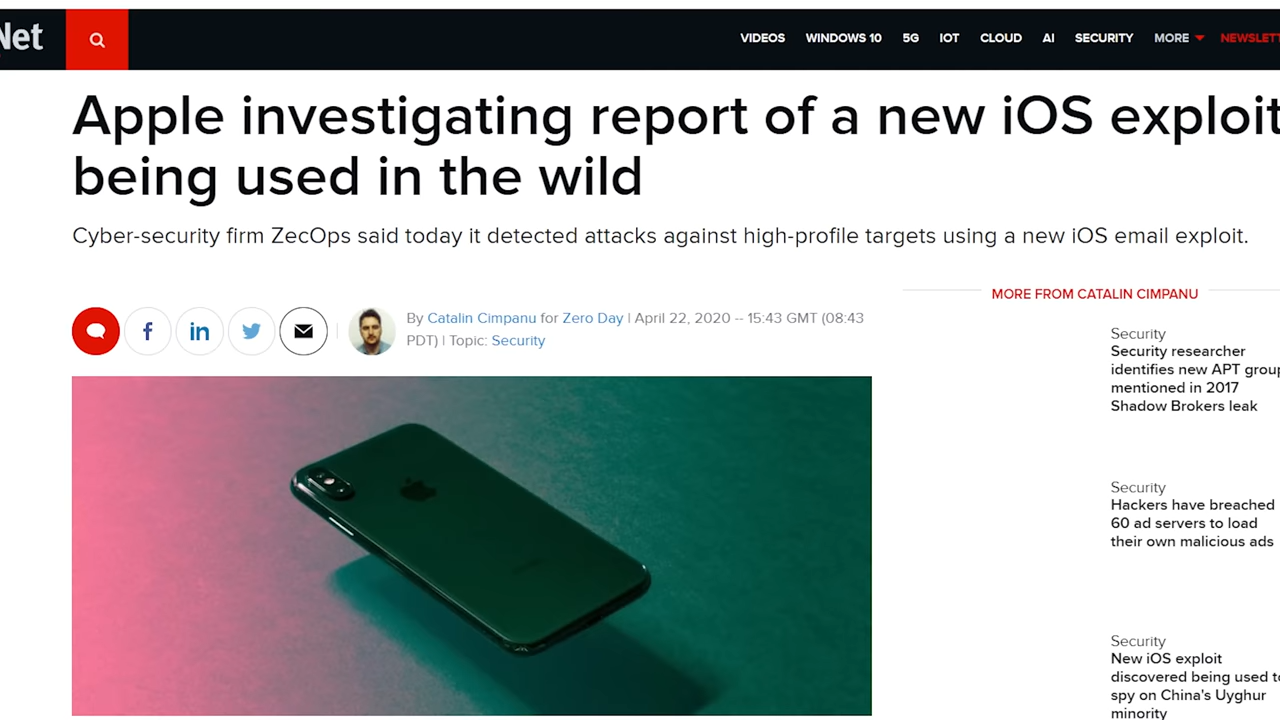 Net
VIDEOS WINDOWS 10 5G IOT CLOUD AI SECURITY MORE NEWSLETT
Apple investigating report of a new iOS exploit
being used in the wild
Cyber-security firm ZecOps said today it detected attacks against high-profile targets using a new iOS email exploit.
By Catalin Cimpanu for Zero Day | April 22, 2020 -- 15:43 GMT (08:43
PDT) | Topic: Security
MORE FROM CATALIN CIMPANU
Security
Security researcher
identifies new APT group
mentioned in 2017
Shadow Brokers leak
Security
Hackers have breached
60 ad servers to load
their own malicious ads
Security
New iOS exploit
discovered being used to
spy on China's Uyghur
minority